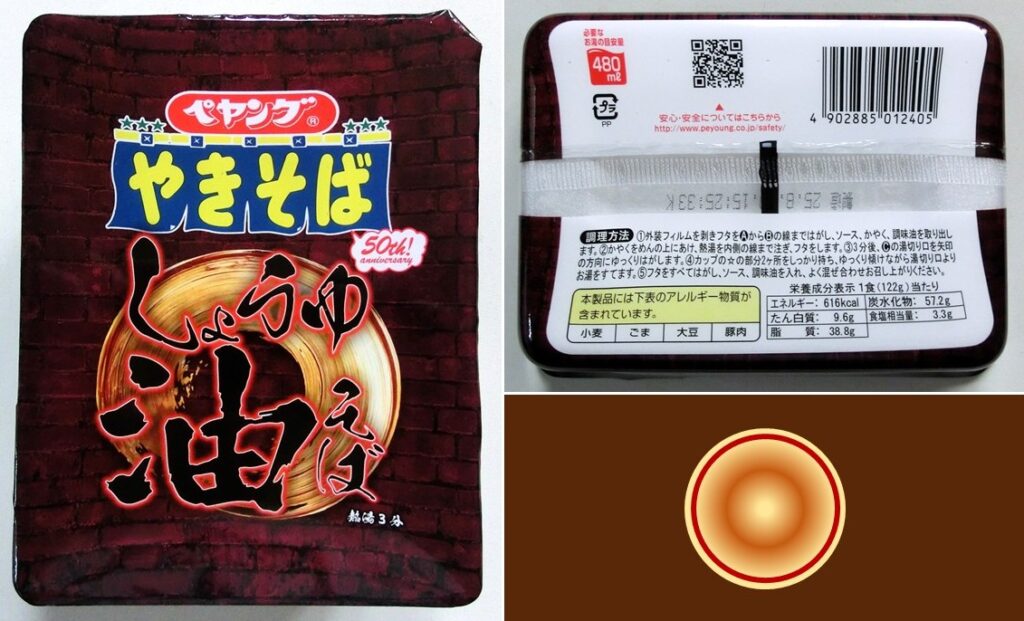 ペヤング®
やきそば
50th!
anniversary
しょうゆ
油そば
熱湯3分
必要な
お湯の目安量
480
mℓ
プラ
PP
安心・安全についてはこちらから
http://www.peyoung.co.jp/safety/
4 902885 012405
製造 25.8.7.15:25:33K
調理方法 ①外装フィルムを剥きフタをⒶからⒷの線まではがし、ソース、かやく、調味油を取り出し
ます。②かやくをめんの上にあけ、熱湯を内側の線まで注ぎ、フタをします。③3分後、Ⓒの湯切り口を矢印
の方向にゆっくりはがします。④カップの☆の部分2ヶ所をしっかり持ち、ゆっくり傾けながら湯切り口より
お湯をすてます。⑤フタをすべてはがし、ソース、調味油を入れ、よく混ぜ合わせお召し上がりください。
本製品には下表のアレルギー物質が
含まれています。
小麦 ごま 大豆 豚肉
栄養成分表示 1食(122g)当たり
エネルギー: 616kcal 炭水化物: 57.2g
たん白質: 9.6g 食塩相当量: 3.3g
脂質: 38.8g